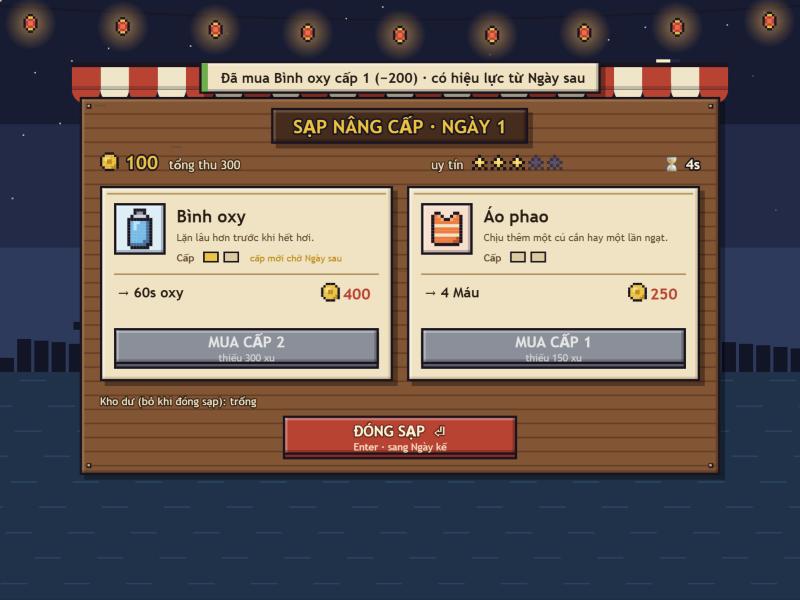 Đã mua Bình oxy cấp 1 (−200) · có hiệu lực từ Ngày sau
SẠP NÂNG CẤP · NGÀY 1
100 tổng thu 300
uy tín
4s
Bình oxy
Lặn lâu hơn trước khi hết hơi.
Cấp
cấp mới chờ Ngày sau
→ 60s oxy
400
MUA CẤP 2
thiếu 300 xu
Áo phao
Chịu thêm một cú cắn hay một lần ngạt.
Cấp
→ 4 Máu
250
MUA CẤP 1
thiếu 150 xu
Kho dư (bỏ khi đóng sạp): trống
ĐÓNG SẠP ⏎
Enter · sang Ngày kế